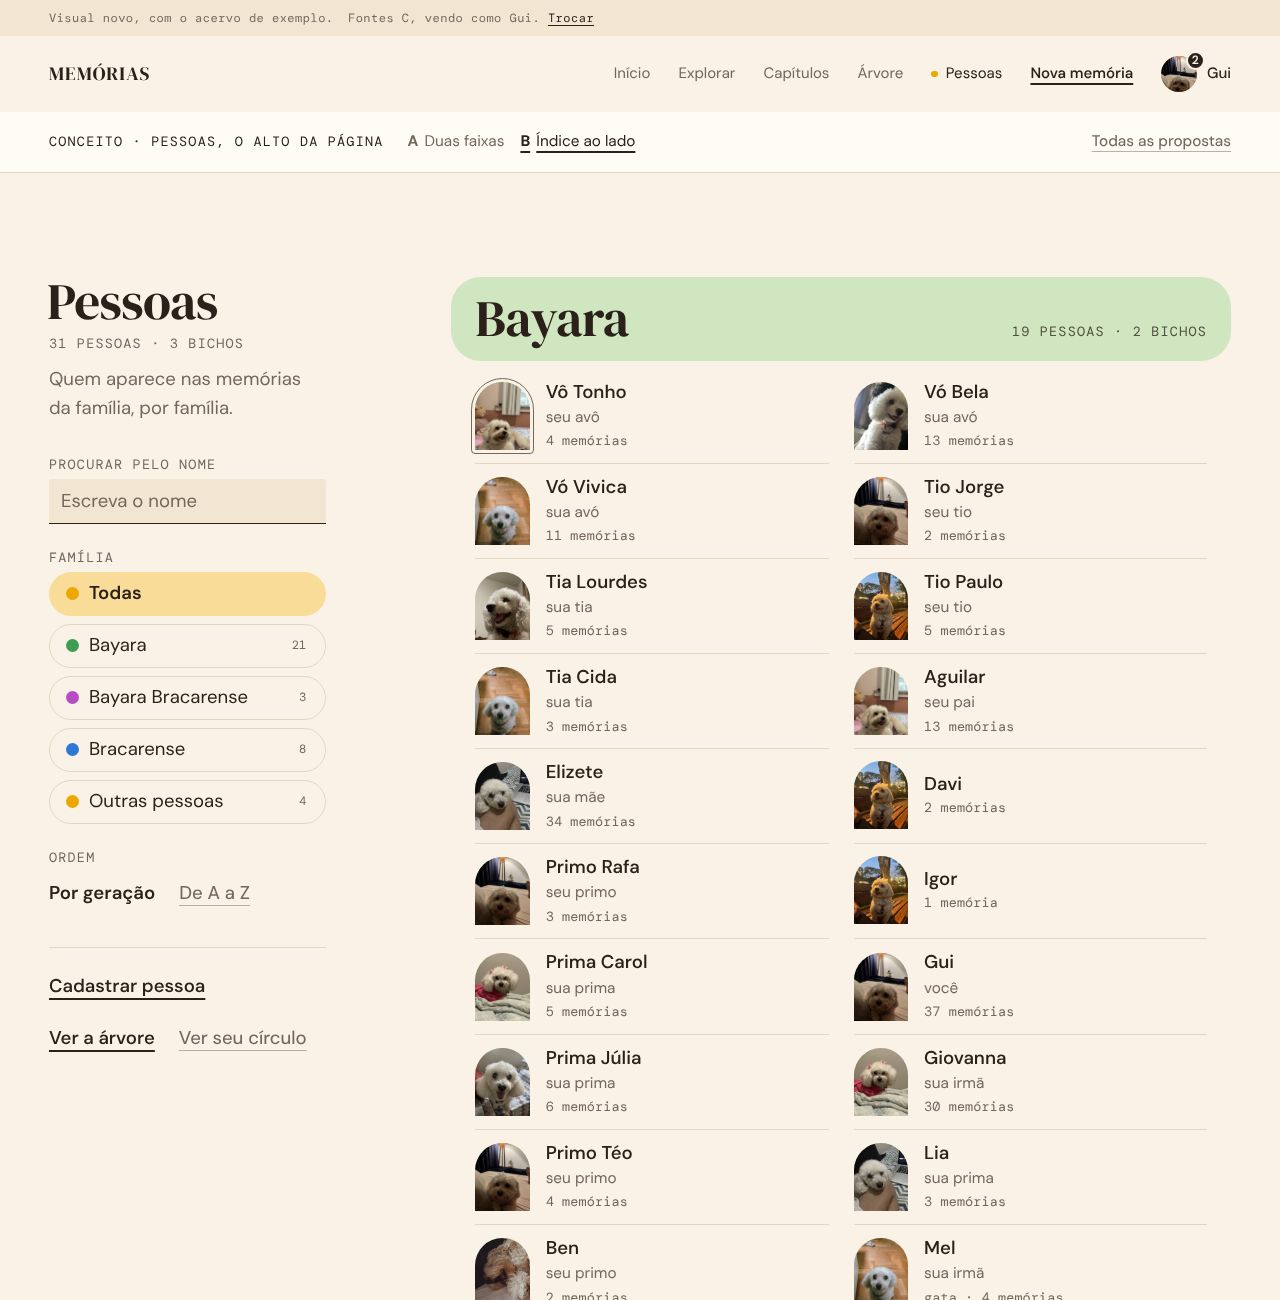 Visual novo, com o acervo de exemplo. Fontes C, vendo como Gui. Trocar
MEMÓRIAS
Início Explorar Capítulos Árvore Pessoas Nova memória 2 Gui
CONCEITO · PESSOAS, O ALTO DA PÁGINA A Duas faixas B Índice ao lado Todas as propostas
Pessoas
31 PESSOAS · 3 BICHOS
Quem aparece nas memórias
da família, por família.
PROCURAR PELO NOME
Escreva o nome
FAMÍLIA
Todas
Bayara 21
Bayara Bracarense 3
Bracarense 8
Outras pessoas 4
ORDEM
Por geração De A a Z
Cadastrar pessoa
Ver a árvore Ver seu círculo
Bayara 19 PESSOAS · 2 BICHOS
Vô Tonho
seu avô
4 memórias
Vó Bela
sua avó
13 memórias
Vó Vivica
sua avó
11 memórias
Tio Jorge
seu tio
2 memórias
Tia Lourdes
sua tia
5 memórias
Tio Paulo
seu tio
5 memórias
Tia Cida
sua tia
3 memórias
Aguilar
seu pai
13 memórias
Elizete
sua mãe
34 memórias
Davi
2 memórias
Primo Rafa
seu primo
3 memórias
Igor
1 memória
Prima Carol
sua prima
5 memórias
Gui
você
37 memórias
Prima Júlia
sua prima
6 memórias
Giovanna
sua irmã
30 memórias
Primo Téo
seu primo
4 memórias
Lia
sua prima
3 memórias
Ben
seu primo
2 memórias
Mel
sua irmã
gata · 4 memórias